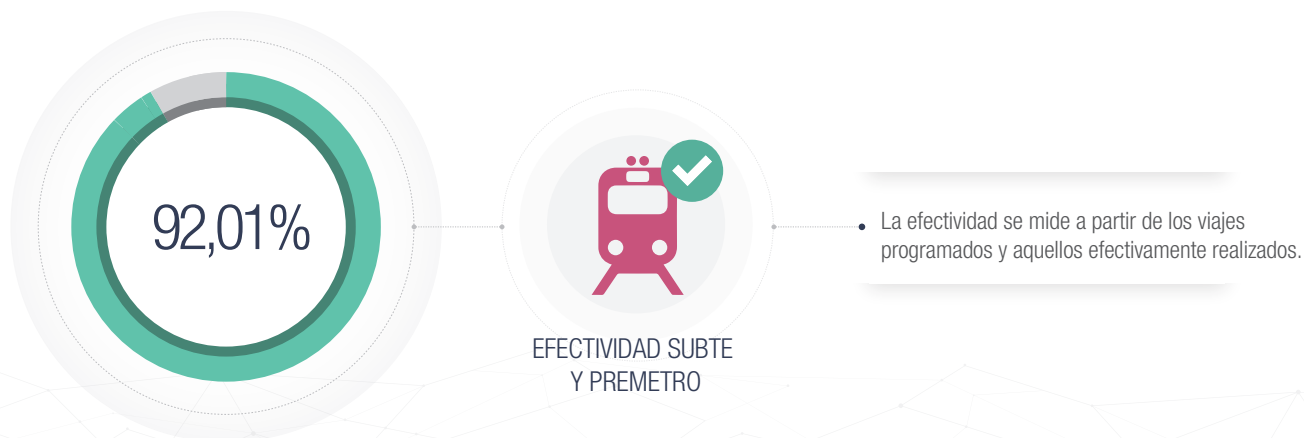 92,01%
EFECTIVIDAD SUBTE
Y PREMETRO
La efectividad se mide a partir de los viajes
programados y aquellos efectivamente realizados.